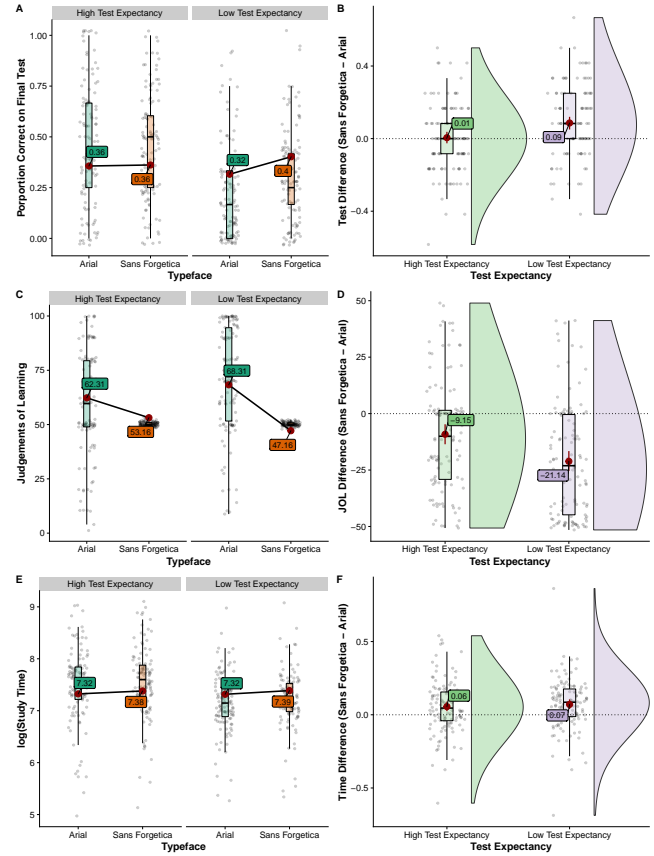 A
High Test Expectancy
Low Test Expectancy
Porportion Correct on Final Test
1.00
0.75
0.50
0.25
0.00
0.36
0.36
0.32
0.4
Arial
Sans Forgetica
Arial
Sans Forgetica
Typeface
B
Test Difference (Sans Forgetica − Arial)
0.4
0.0
−0.4
0.01
0.09
High Test Expectancy
Low Test Expectancy
Test Expectancy
C
High Test Expectancy
Low Test Expectancy
Judgements of Learning
100
75
50
25
0
62.31
53.16
68.31
47.16
Arial
Sans Forgetica
Arial
Sans Forgetica
Typeface
D
JOL Difference (Sans Forgetica − Arial)
50
25
0
−25
−50
−9.15
−21.14
High Test Expectancy
Low Test Expectancy
Test Expectancy
E
High Test Expectancy
Low Test Expectancy
log(Study Time)
9
8
7
6
5
7.32
7.38
7.32
7.39
Arial
Sans Forgetica
Arial
Sans Forgetica
Typeface
F
Time Difference (Sans Forgetica − Arial)
0.5
0.0
−0.5
0.06
0.07
High Test Expectancy
Low Test Expectancy
Test Expectancy